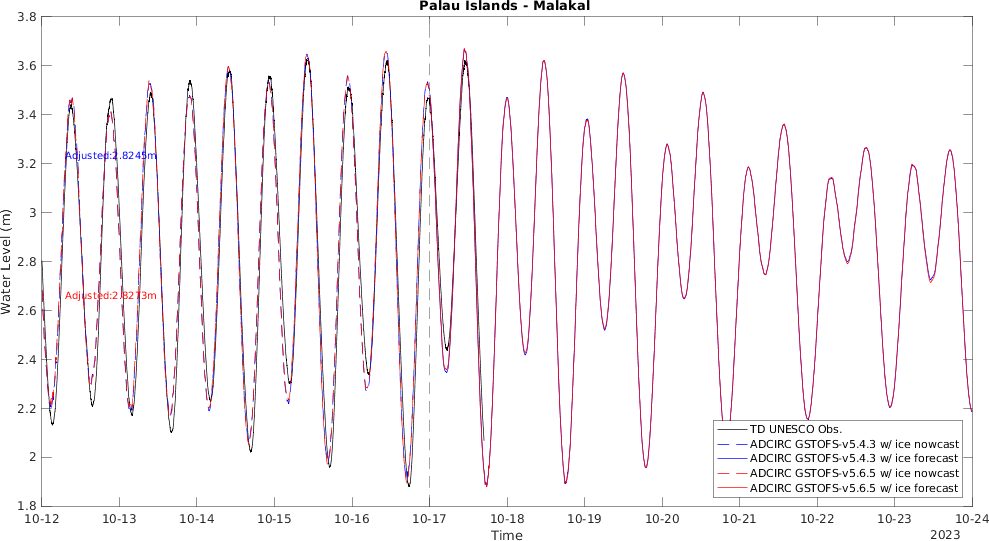 Palau Islands - Malakal
3.8
3.6
3.4
3.2
3
2.8
2.6
2.4
2.2
2
1.8
Water Level (m)
Adjusted:2.8245m
Adjusted:2.8273m
TD UNESCO Obs.
ADCIRC GSTOFS-v5.4.3 w/ ice nowcast
ADCIRC GSTOFS-v5.4.3 w/ ice forecast
ADCIRC GSTOFS-v5.6.5 w/ ice nowcast
ADCIRC GSTOFS-v5.6.5 w/ ice forecast
10-12 10-13 10-14 10-15 10-16 10-17 10-18 10-19 10-20 10-21 10-22 10-23 10-24
Time
2023